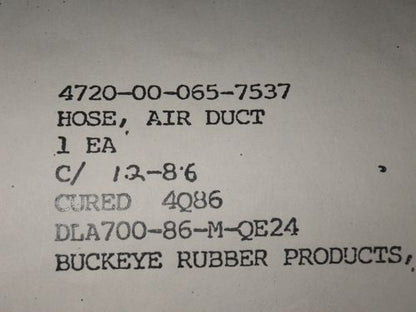 4720-00-065-7537
HOSE, AIR DUCT
1 EA
C/ 12-86
CURED 4Q86
DLA700-86-M-QE24
BUCKEYE RUBBER PRODUCTS,